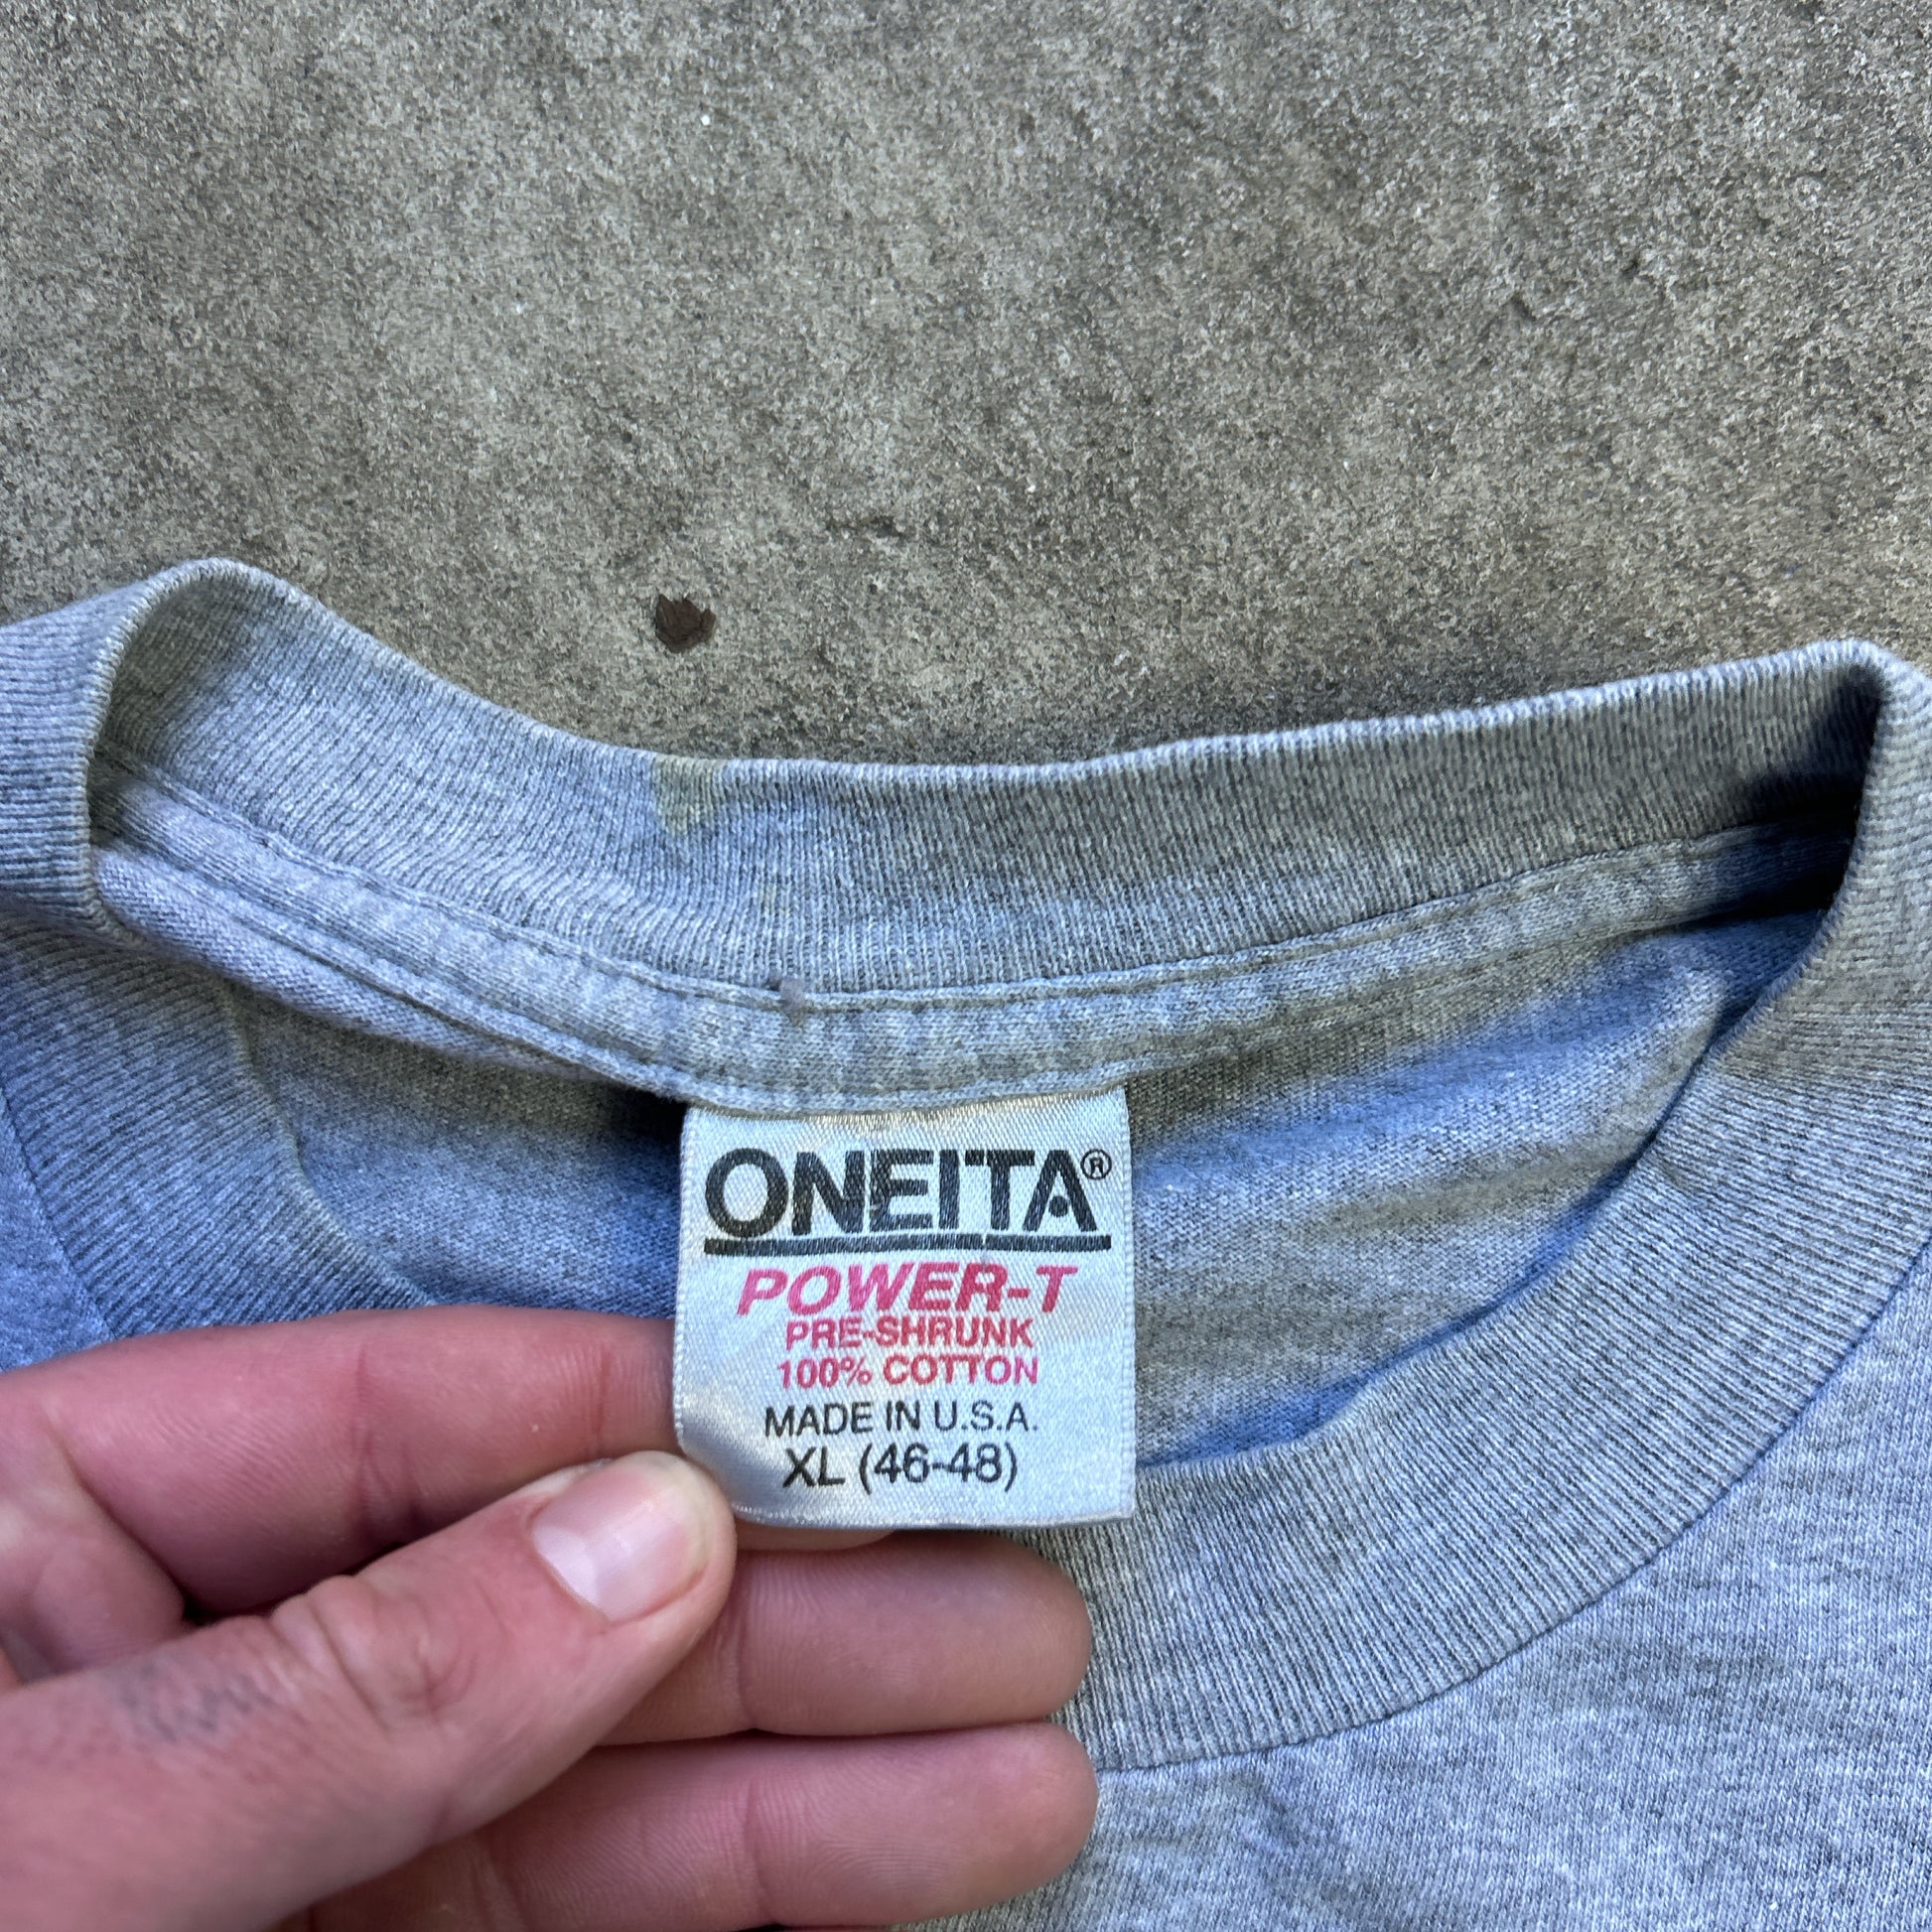 ONEITA®
POWER-T
PRE-SHRUNK
100% COTTON
MADE IN U.S.A.
XL (46-48)